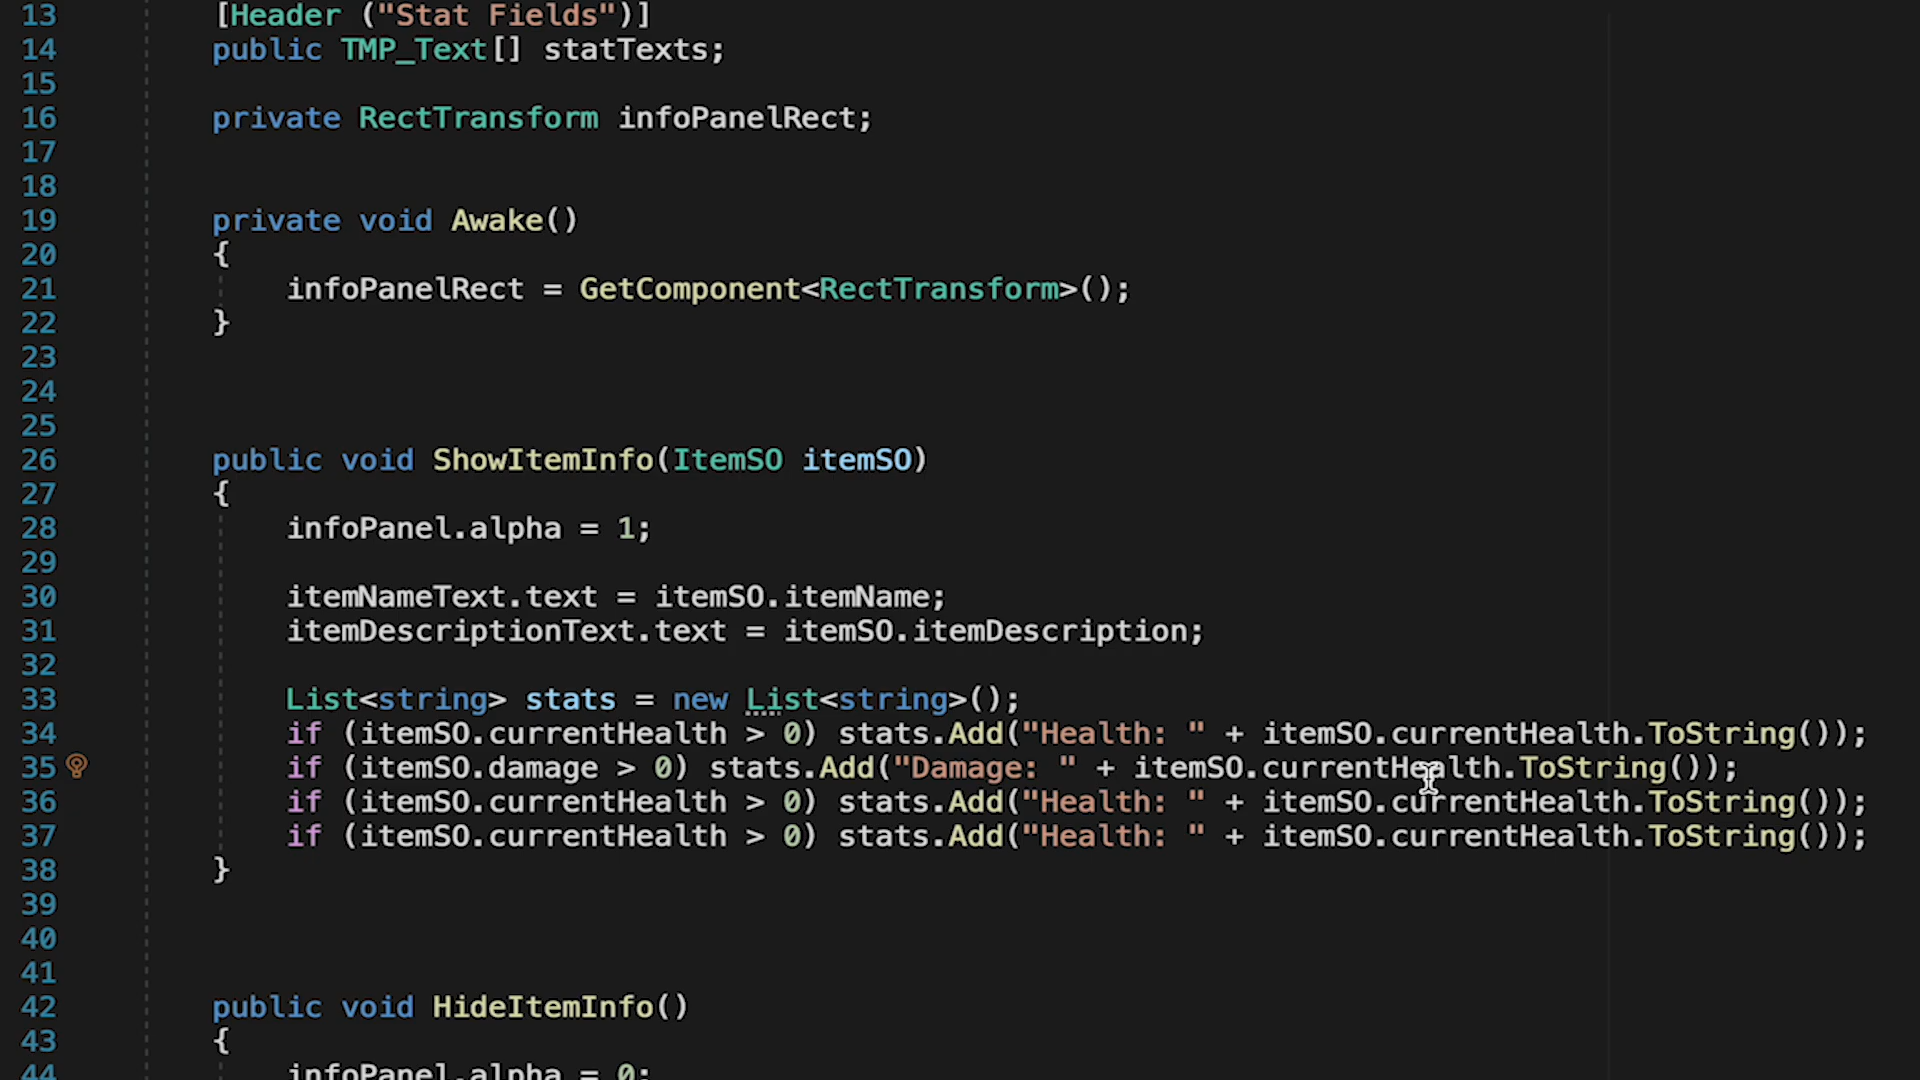 13 [Header ("Stat Fields")]
14 public TMP_Text[] statTexts;
15
16 private RectTransform infoPanelRect;
17
18
19 private void Awake()
20 {
21 infoPanelRect = GetComponent<RectTransform>();
22 }
23
24
25
26 public void ShowItemInfo(ItemSO itemSO)
27 {
28 infoPanel.alpha = 1;
29
30 itemNameText.text = itemSO.itemName;
31 itemDescriptionText.text = itemSO.itemDescription;
32
33 List<string> stats = new List<string>();
34 if (itemSO.currentHealth > 0) stats.Add("Health: " + itemSO.currentHealth.ToString());
35 if (itemSO.damage > 0) stats.Add("Damage: " + itemSO.currentHealth.ToString());
36 if (itemSO.currentHealth > 0) stats.Add("Health: " + itemSO.currentHealth.ToString());
37 if (itemSO.currentHealth > 0) stats.Add("Health: " + itemSO.currentHealth.ToString());
38 }
39
40
41
42 public void HideItemInfo()
43 {
44 infoPanel.alpha = 0;